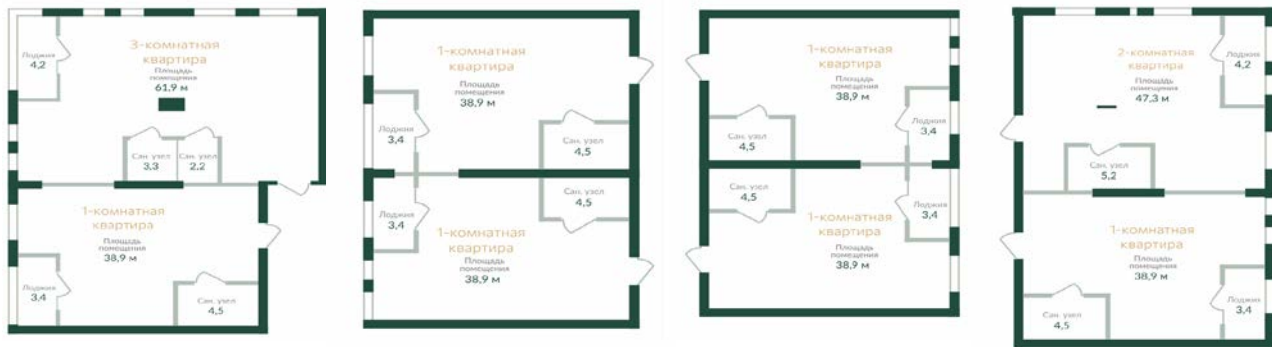 3-комнатная
квартира
Площадь
помещения
61,9 м
Лоджия
4,2
Сан. узел
3,3
Сан. узел
2,2
1-комнатная
квартира
Площадь
помещения
38,9 м
Лоджия
3,4
Сан. узел
4,5
1-комнатная
квартира
Площадь
помещения
38,9 м
Лоджия
3,4
Сан. узел
4,5
Сан. узел
4,5
Лоджия
3,4
1-комнатная
квартира
Площадь
помещения
38,9 м
1-комнатная
квартира
Площадь
помещения
38,9 м
Лоджия
3,4
Сан. узел
4,5
Сан. узел
4,5
Лоджия
3,4
1-комнатная
квартира
Площадь
помещения
38,9 м
Лоджия
4,2
2-комнатная
квартира
Площадь
помещения
47,3 м
Сан. узел
5,2
1-комнатная
квартира
Площадь
помещения
38,9 м
Лоджия
3,4
Сан. узел
4,5